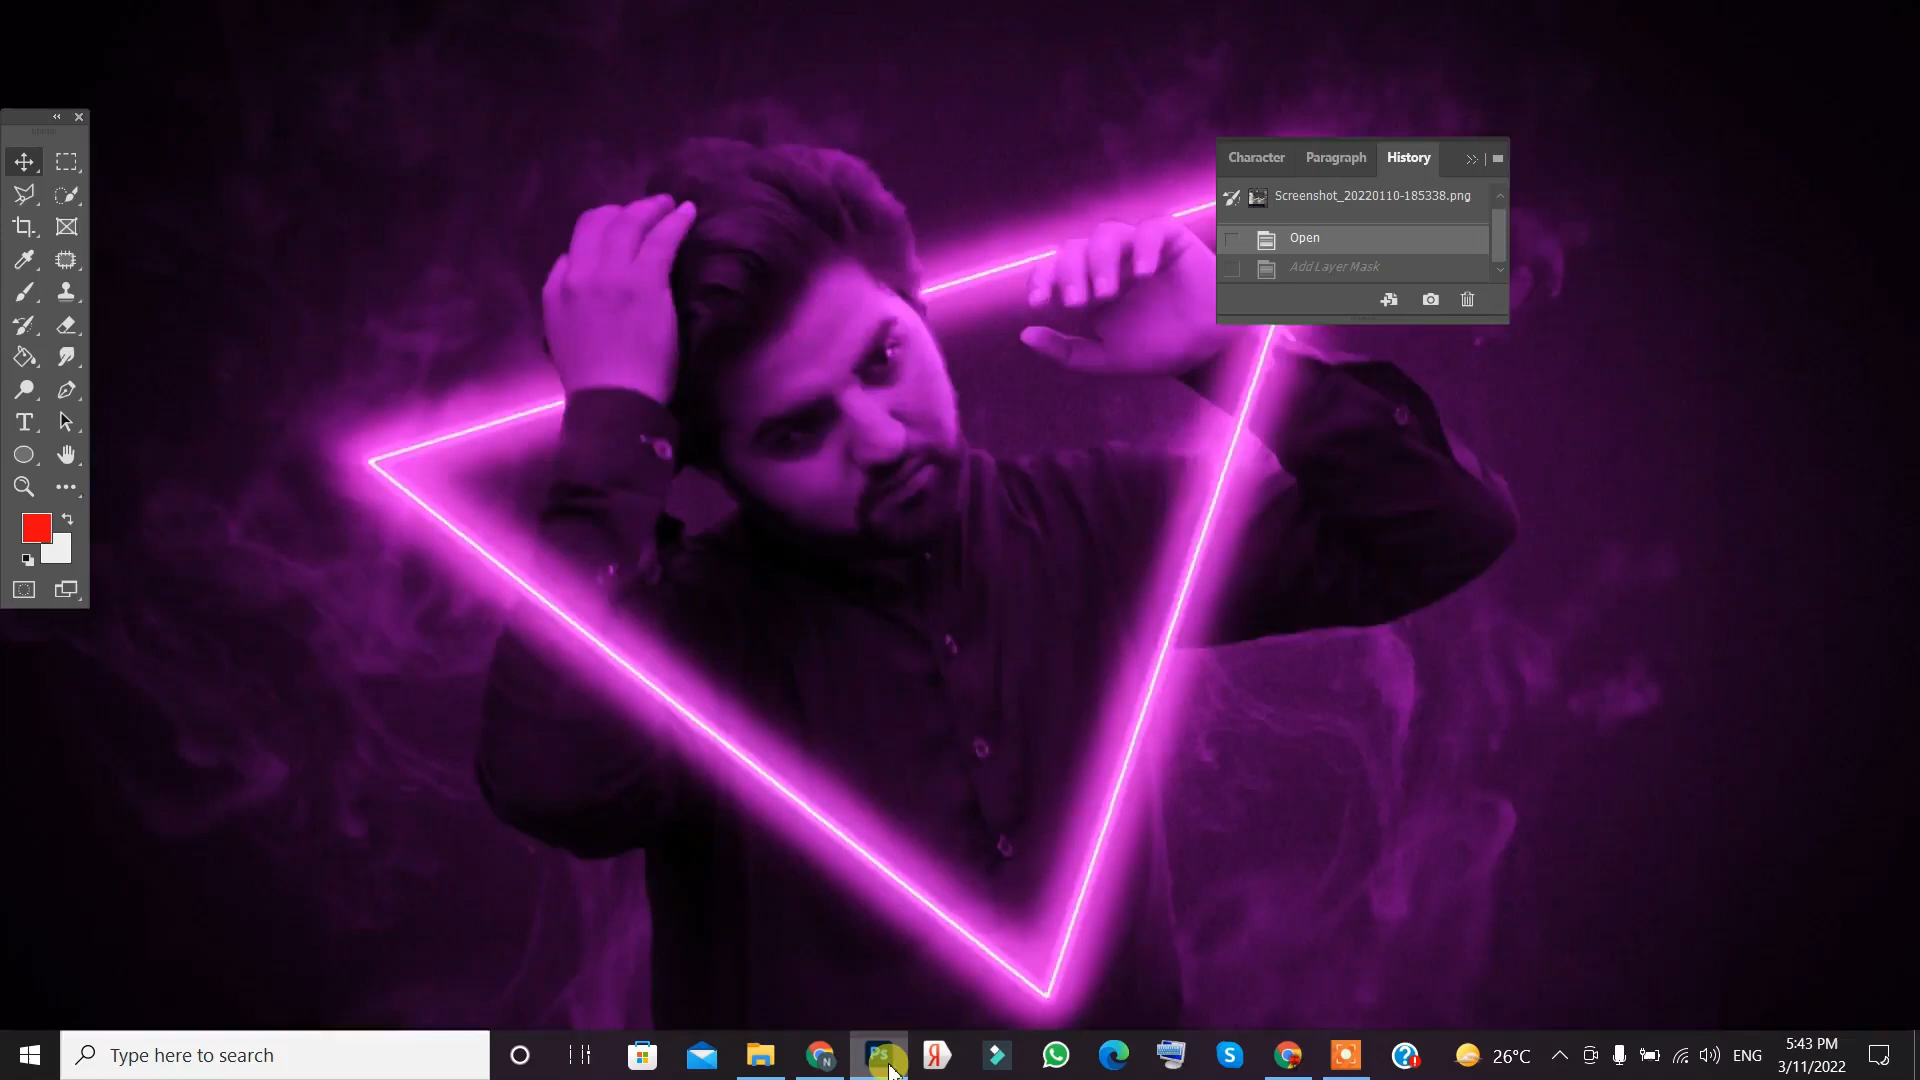 Character Paragraph History
Screenshot_20220110-185338.png
Open
Add Layer Mask
T
Type here to search
N
Ps
Я
S
26°C
ENG
5:43 PM
3/11/2022